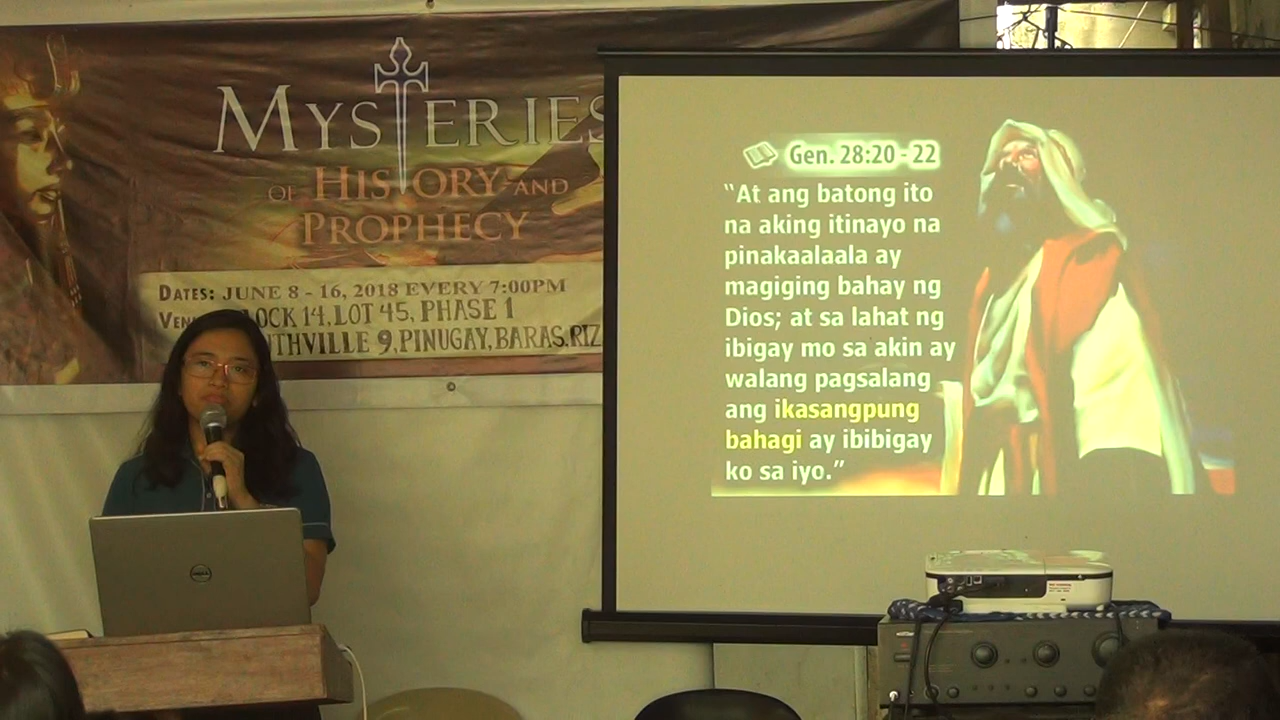 MYSTERIES
OF HISTORY AND
PROPHECY
DATES: JUNE 8 - 16, 2018 EVERY 7:00PM
LOCK 14, LOT 45, PHASE 1
NTHVILLE 9, PINUGAY, BARAS, RIZ
Gen. 28:20 - 22
“At ang batong ito
na aking itinayo na
pinakaalaala ay
magiging bahay ng
Dios; at sa lahat ng
ibigay mo sa akin ay
walang pagsalang
ang ikasangpung
bahagi ay ibibigay
ko sa iyo.”
DELL